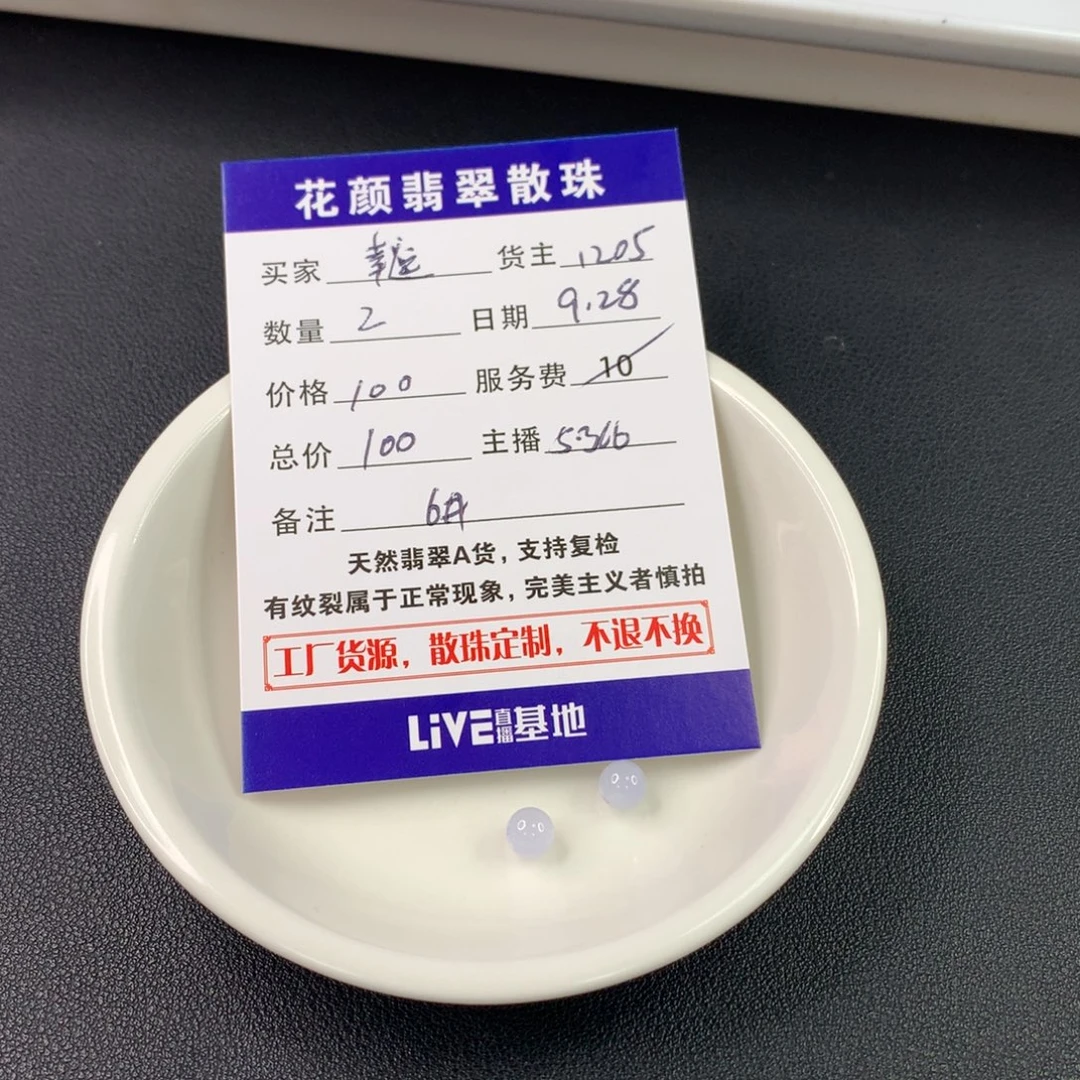 花颜翡翠散珠
买家 货主 1205
数量 2 日期 9.28
价格 100 服务费 10
总价 100 主播
备注
天然翡翠A货，支持复检
有纹裂属于正常现象，完美主义者慎拍
工厂货源，散珠定制，不退不换
LiVE直播基地